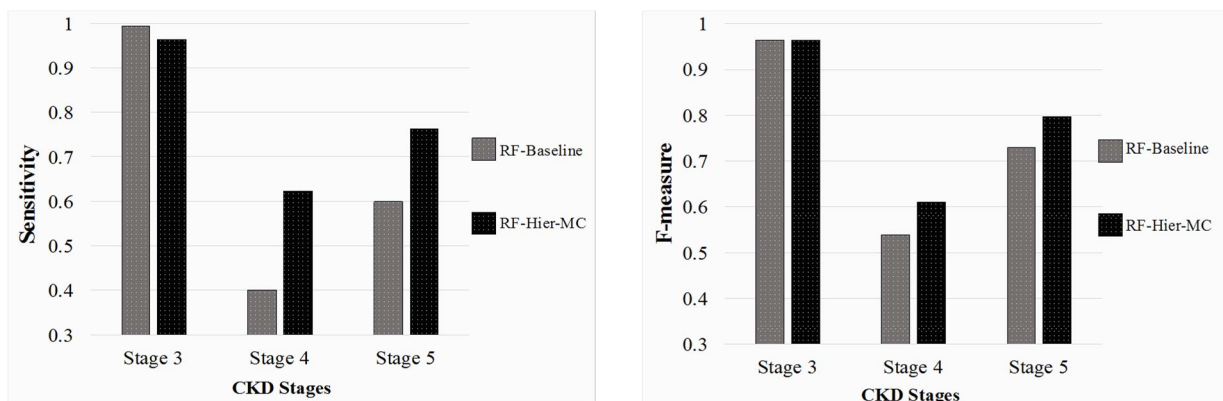 1
0.9
0.8
0.7
0.6
0.5
0.4
0.3
Sensitivity
Stage 3 Stage 4 Stage 5
CKD Stages
RF-Baseline
RF-Hier-MC
1
0.9
0.8
0.7
0.6
0.5
0.4
0.3
F-measure
Stage 3 Stage 4 Stage 5
CKD Stages
RF-Baseline
RF-Hier-MC